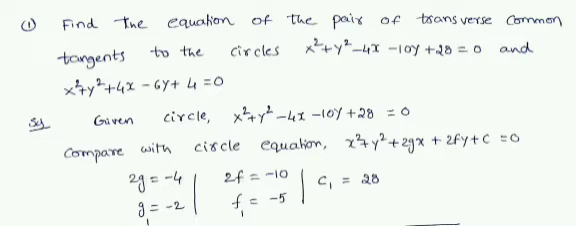 ① Find the equation of the pair of transverse common
tangents to the circles x²+y²-4x-10y+28=0 and
x²+y²+4x-6y+4=0
Sol Given circle, x²+y²-4x-10y+28=0
Compare with circle equation, x²+y²+2gx+2fy+c=0
2g=-4 | 2f=-10 | c₁=28
g₁=-2 | f₁=-5